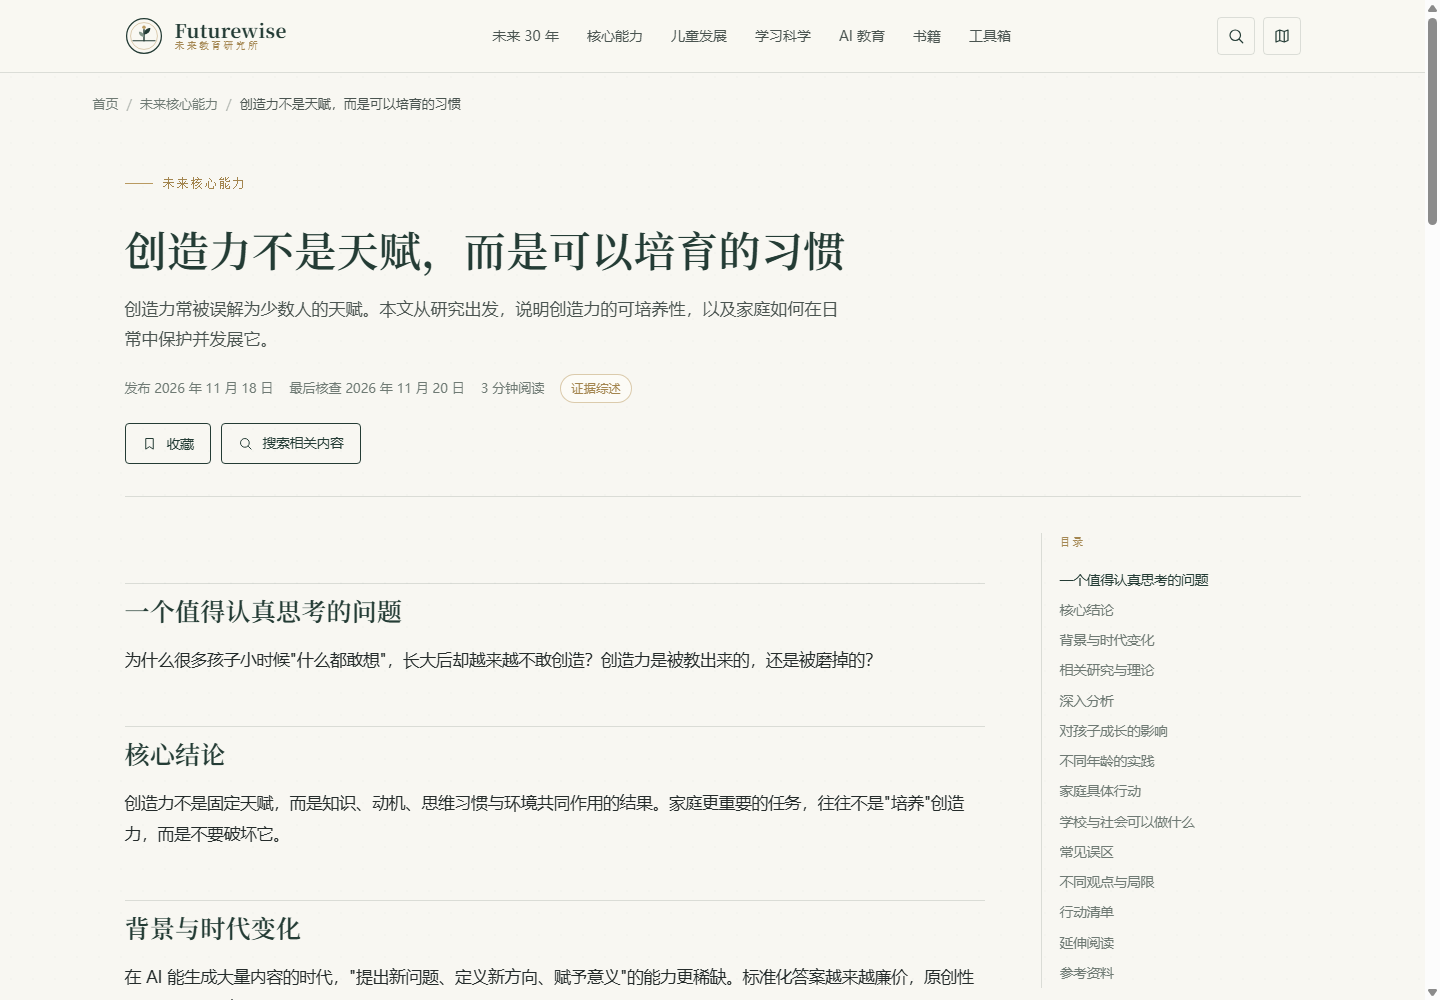 Futurewise
未来教育研究所
未来 30 年
核心能力
儿童发展
学习科学
AI 教育
书籍
工具箱
首页 / 未来核心能力 / 创造力不是天赋，而是可以培育的习惯
未来核心能力
创造力不是天赋，而是可以培育的习惯
创造力常被误解为少数人的天赋。本文从研究出发，说明创造力的可培养性，以及家庭如何在日
常中保护并发展它。
发布 2026 年 11 月 18 日 最后核查 2026 年 11 月 20 日 3 分钟阅读 证据综述
收藏
搜索相关内容
一个值得认真思考的问题
为什么很多孩子小时候"什么都敢想"，长大后却越来越不敢创造？创造力是被教出来的，还是被磨掉的？
核心结论
创造力不是固定天赋，而是知识、动机、思维习惯与环境共同作用的结果。家庭更重要的任务，往往不是"培养"创造
力，而是不要破坏它。
背景与时代变化
在 AI 能生成大量内容的时代，"提出新问题、定义新方向、赋予意义"的能力更稀缺。标准化答案越来越廉价，原创性
目录
一个值得认真思考的问题
核心结论
背景与时代变化
相关研究与理论
深入分析
对孩子成长的影响
不同年龄的实践
家庭具体行动
学校与社会可以做什么
常见误区
不同观点与局限
行动清单
延伸阅读
参考资料